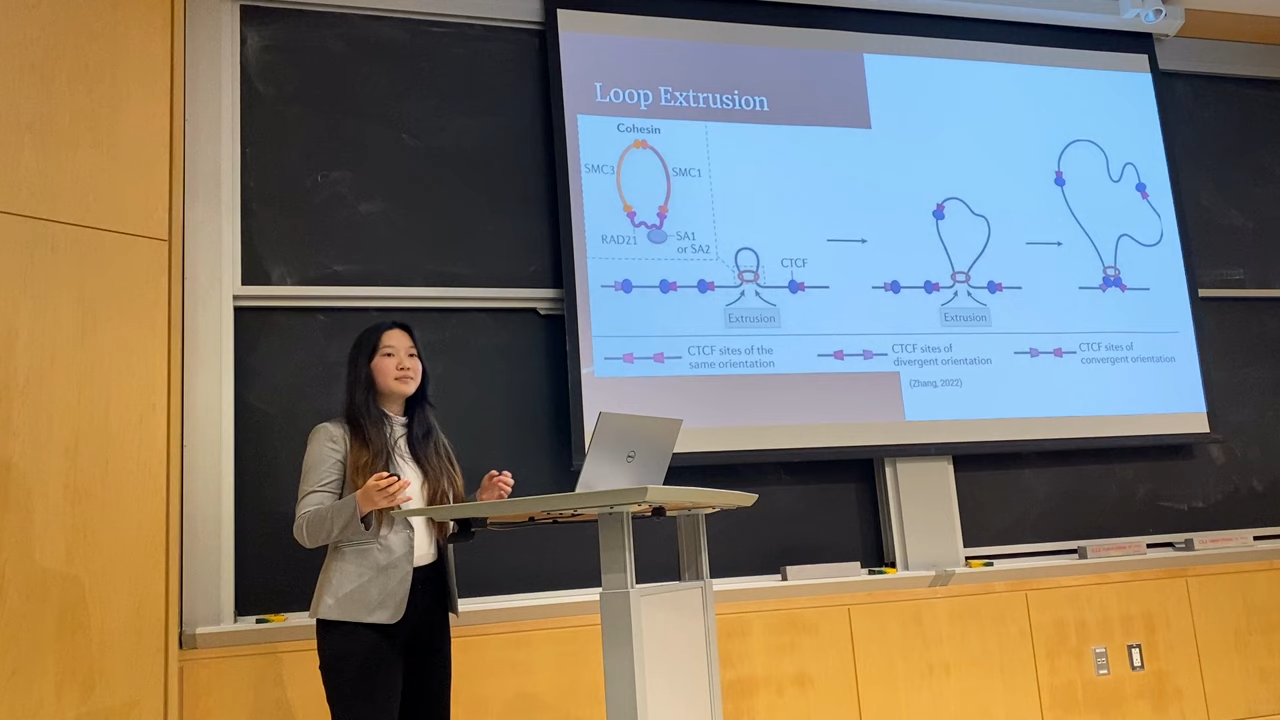 Loop Extrusion
Cohesin
SMC3
SMC1
RAD21
SA1
or SA2
CTCF
Extrusion
Extrusion
CTCF sites of the
same orientation
CTCF sites of
divergent orientation
CTCF sites of
convergent orientation
(Zhang, 2022)
DELL